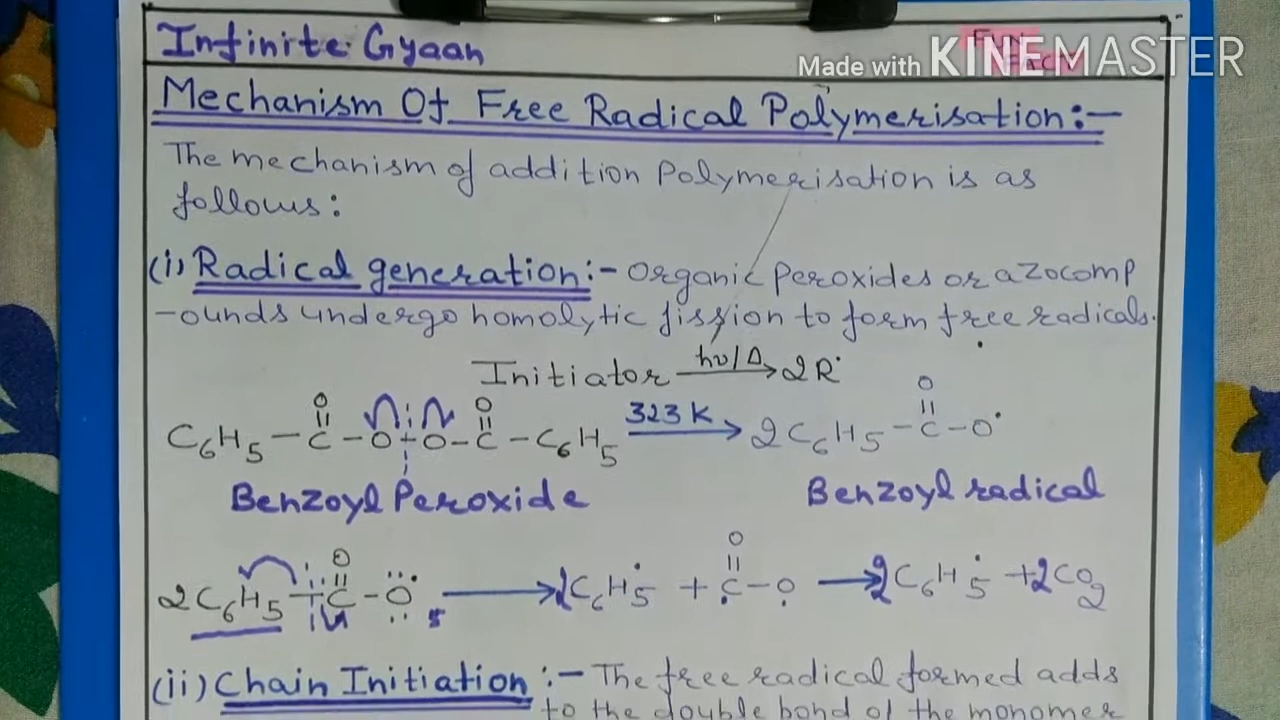 Infinite Gyaan
FUN FACT
Made with KINEMASTER
Mechanism Of Free Radical Polymerisation:-
The mechanism of addition Polymerisation is as
follows:
(i) Radical generation:- Organic peroxides or azocomp
-ounds undergo homolytic fission to form free radicals.
Initiator hν/Δ → 2R•
O O O
|| || ||
C6H5 - C - O + O - C - C6H5 323 K → 2C6H5 - C - O•
Benzoyl Peroxide Benzoyl radical
O O
|| ||
2C6H5 + C - O• → 2C6H5• + C - O → 2C6H5• + 2CO2
(ii) Chain Initiation :- The free radical formed adds
to the double bond of the monomer